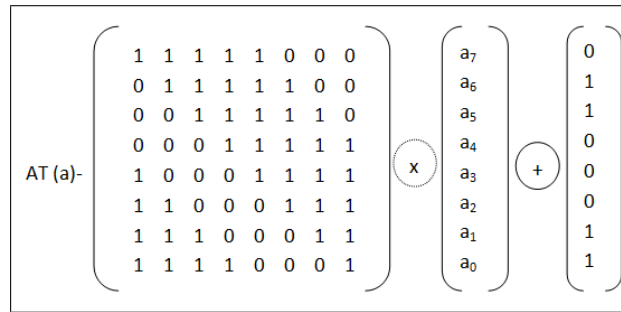 1 1 1 1 1 0 0 0 a7 0
0 1 1 1 1 1 0 0 a6 1
0 0 1 1 1 1 1 0 a5 1
0 0 0 1 1 1 1 1 a4 0
AT (a)- x +
1 0 0 0 1 1 1 1 a3 0
1 1 0 0 0 1 1 1 a2 0
1 1 1 0 0 0 1 1 a1 1
1 1 1 1 0 0 0 1 a0 1